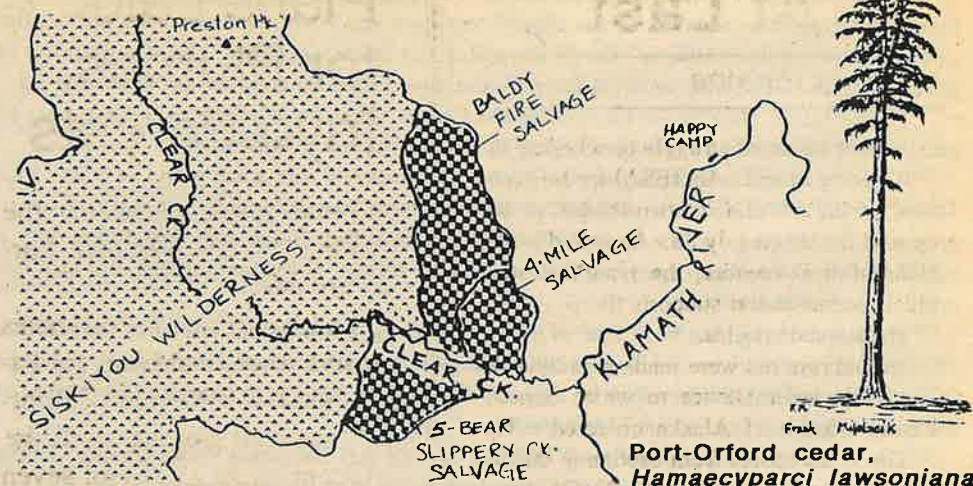 Preston Pk.
CLEAR CK
SISKIYOU WILDERNESS
BALDY
FIRE
SALVAGE
4-MILE
SALVAGE
HAPPY
CAMP
KLAMATH RIVER
CLEAR CK.
5-BEAR
SLIPPERY CK.
SALVAGE
Port-Orford cedar,
Hamaecyparci lawsoniana